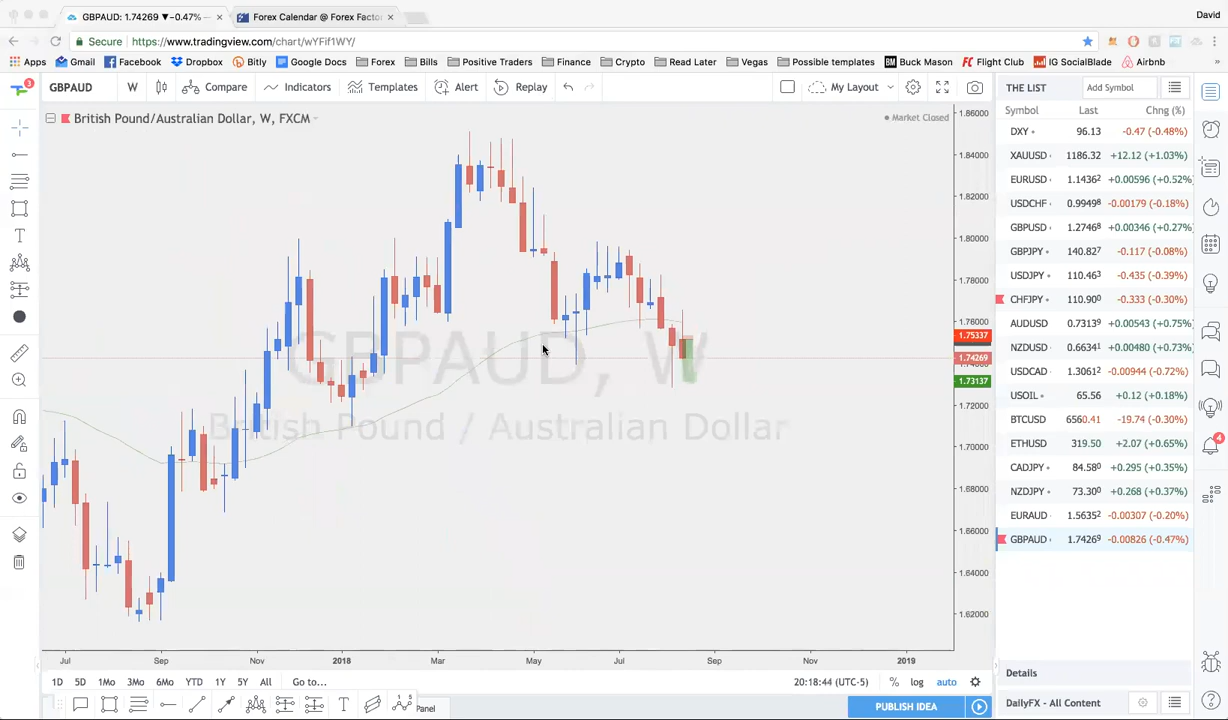 GBPAUD: 1.74269 ▼−0.47%
Forex Calendar @ Forex Factor
David
Secure https://www.tradingview.com/chart/wYFif1WY/
Apps Gmail Facebook Dropbox Bitly Google Docs Forex Bills Positive Traders Finance Crypto Read Later Vegas Possible templates BM Buck Mason Flight Club IG SocialBlade Airbnb »
3
GBPAUD W Compare Indicators Templates Alert Replay My Layout
British Pound/Australian Dollar, W, FXCM
Market Closed
GBPAUD, W
British Pound / Australian Dollar
1.86000
1.84000
1.82000
1.80000
1.78000
1.76000
1.75337
1.74269
1.73137
1.72000
1.70000
1.68000
1.66000
1.64000
1.62000
Jul Sep Nov 2018 Mar May Jul Sep Nov 2019
1D 5D 1Mo 3Mo 6Mo YTD 1Y 5Y All Go to... 20:18:44 (UTC-5) % log auto
Panel
PUBLISH IDEA
THE LIST Add Symbol
Symbol Last Chng (%)
DXY 96.13 -0.47 (-0.48%)
XAUUSD 1186.32 +12.12 (+1.03%)
EURUSD 1.14362 +0.00596 (+0.52%)
USDCHF 0.99498 -0.00179 (-0.18%)
GBPUSD 1.27468 +0.00346 (+0.27%)
GBPJPY 140.827 -0.117 (-0.08%)
USDJPY 110.463 -0.435 (-0.39%)
CHFJPY 110.900 -0.333 (-0.30%)
AUDUSD 0.73139 +0.00543 (+0.75%)
NZDUSD 0.66341 +0.00480 (+0.73%)
USDCAD 1.30612 -0.00944 (-0.72%)
USOIL 65.56 +0.12 (+0.18%)
BTCUSD 6560.41 -19.74 (-0.30%)
ETHUSD 319.50 +2.07 (+0.65%)
CADJPY 84.580 +0.295 (+0.35%)
NZDJPY 73.300 +0.268 (+0.37%)
EURAUD 1.56352 -0.00307 (-0.20%)
GBPAUD 1.74269 -0.00826 (-0.47%)
4
Details
DailyFX - All Content